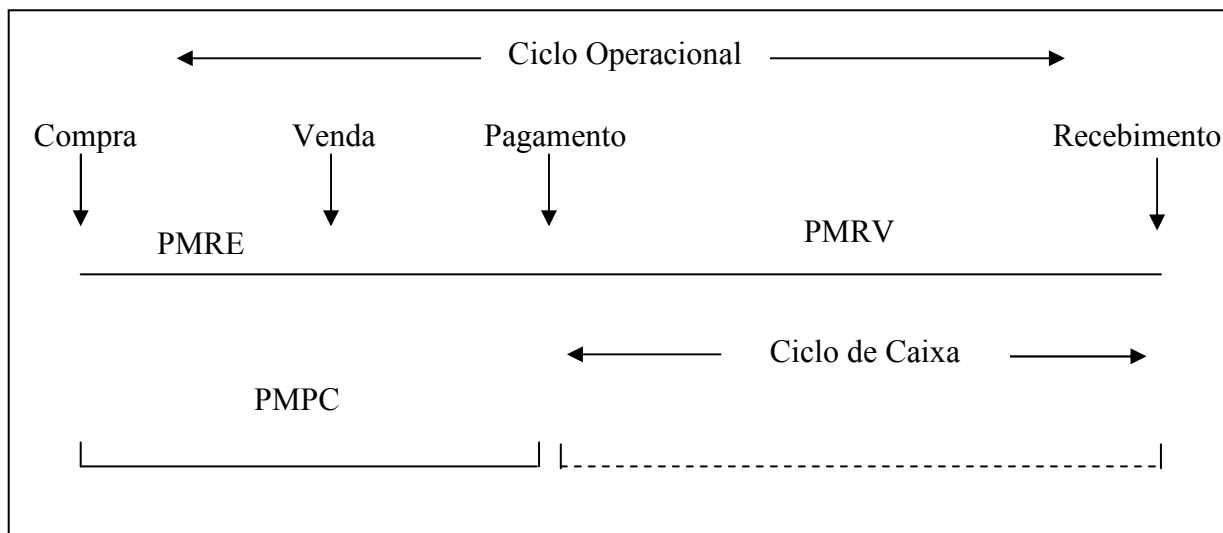 Ciclo Operacional
Compra Venda Pagamento Recebimento
PMRE PMRV
Ciclo de Caixa
PMPC